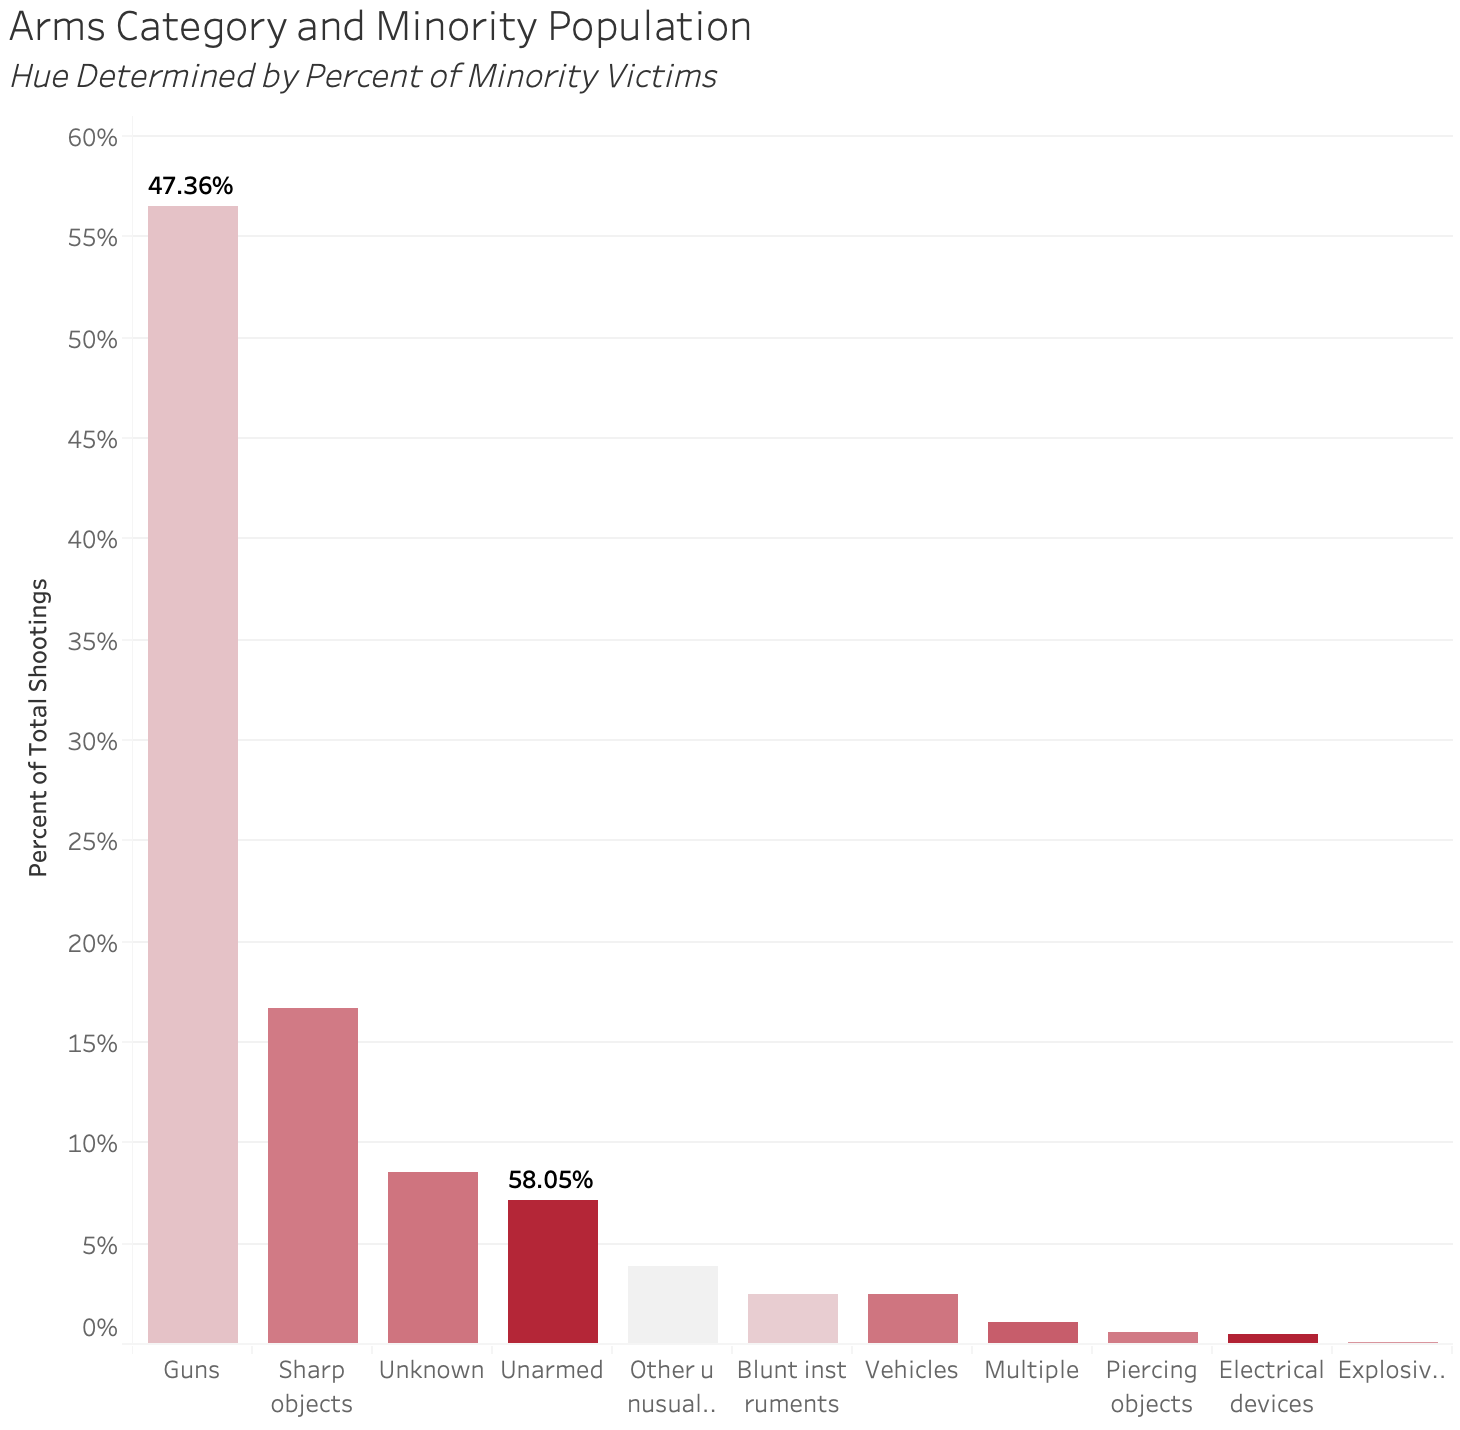 Arms Category and Minority Population
Hue Determined by Percent of Minority Victims
60%
55%
50%
45%
40%
35%
30%
25%
20%
15%
10%
5%
0%
Percent of Total Shootings
47.36%
58.05%
Guns
Sharp
objects
Unknown
Unarmed
Other u
nusual..
Blunt inst
ruments
Vehicles
Multiple
Piercing
objects
Electrical
devices
Explosiv..